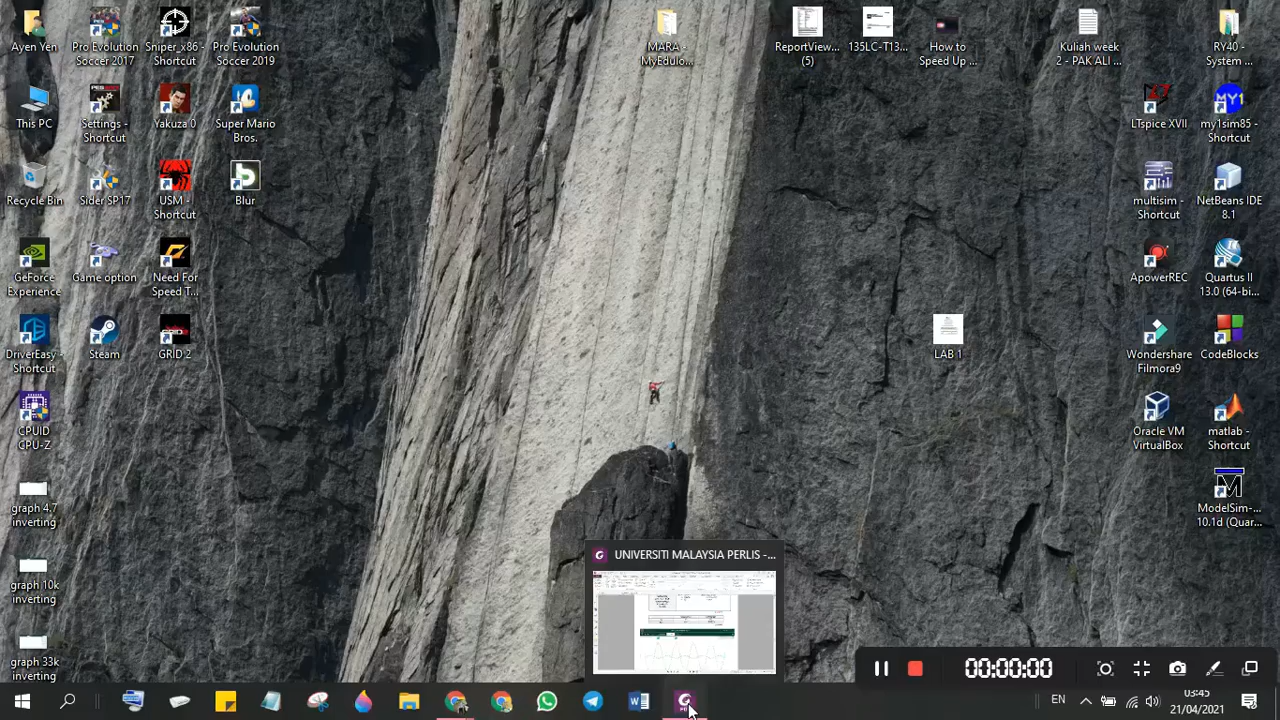 Ayen Yen
Pro Evolution
Soccer 2017
Sniper_x86 -
Shortcut
Pro Evolution
Soccer 2019
MARA -
MyEdulo...
ReportView...
(5)
135LC-T13...
How to
Speed Up ...
Kuliah week
2 - PAK ALI ...
RY40 -
System ...
This PC
Settings -
Shortcut
Yakuza 0
Super Mario
Bros.
LTspice XVII
my1sim85 -
Shortcut
Recycle Bin
Sider SP17
USM -
Shortcut
Blur
multisim -
Shortcut
NetBeans IDE
8.1
GeForce
Experience
Game option
Need For
Speed T...
ApowerREC
Quartus II
13.0 (64-bi...
DriverEasy -
Shortcut
Steam
GRID 2
LAB 1
Wondershare
Filmora9
CodeBlocks
CPUID
CPU-Z
Oracle VM
VirtualBox
matlab -
Shortcut
graph 4.7
inverting
ModelSim-...
10.1d (Quar...
graph 10k
inverting
graph 33k
inverting
UNIVERSITI MALAYSIA PERLIS -...
00:00:00
EN
03:45
21/04/2021